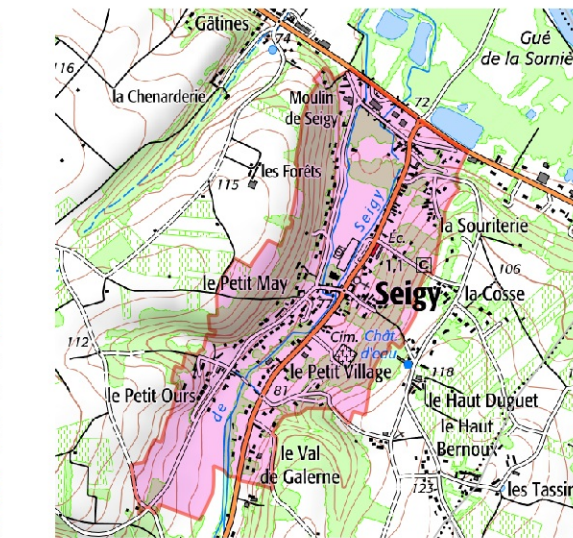 Gâtines
74
Gué
de la Sorniè
116
la Chenarderie
Moulin
de Seigy
72
les Forêts
115
Seigy
Éc.
la Souriterie
1,1
C
106
le Petit May
Seigy
la Cosse
112
Cim.
Chât.
d'eau
le Petit Village
118
81
le Petit Ours
de
le Haut Duguet
le Haut
Bernoux
le Val
de Galerne
123
les Tassin